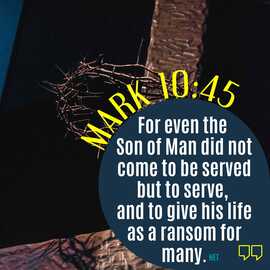 MARK 10:45
For even the
Son of Man did not
come to be served
but to serve,
and to give his life
as a ransom for
many. NET